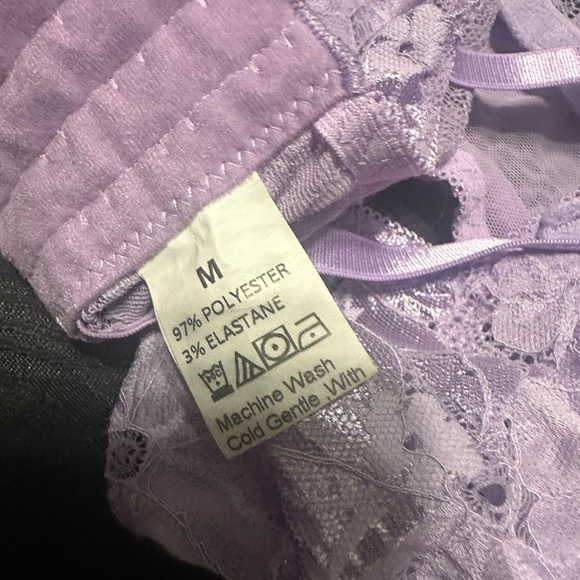 M
97% POLYESTER
3% ELASTANE
Machine Wash
Cold Gentle ,With